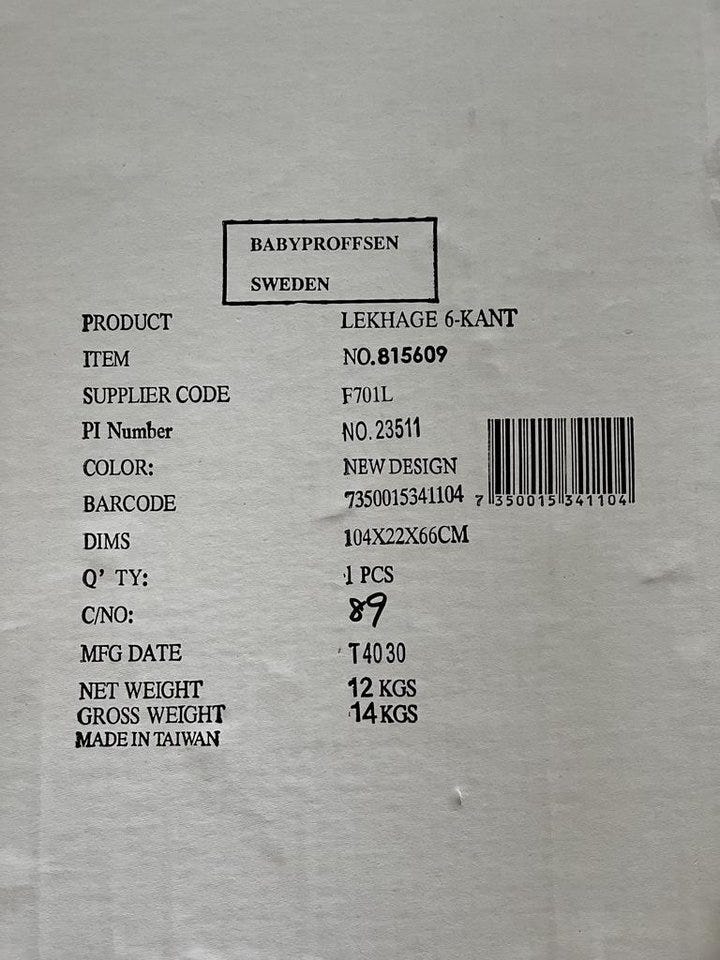 BABYPROFFSEN
SWEDEN
PRODUCT LEKHAGE 6-KANT
ITEM NO.815609
SUPPLIER CODE F701L
PI Number NO.23511
COLOR: NEW DESIGN
BARCODE 7350015341104 7 350015 341104
DIMS 104X22X66CM
Q' TY: 1 PCS
C/NO: 89
MFG DATE T4030
NET WEIGHT 12 KGS
GROSS WEIGHT 14 KGS
MADE IN TAIWAN